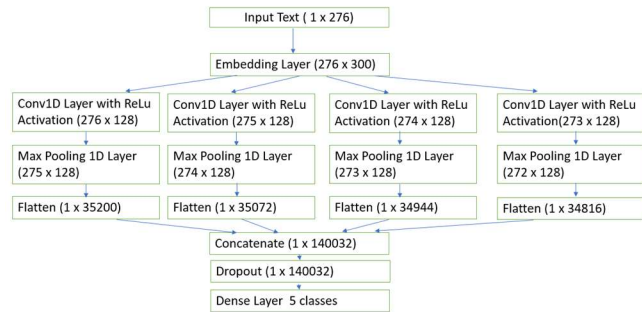 Input Text ( 1 x 276)
Embedding Layer (276 x 300)
Conv1D Layer with ReLu
Activation (276 x 128)
Conv1D Layer with ReLu
Activation (275 x 128)
Conv1D Layer with ReLu
Activation (274 x 128)
Conv1D Layer with ReLu
Activation(273 x 128)
Max Pooling 1D Layer
(275 x 128)
Max Pooling 1D Layer
(274 x 128)
Max Pooling 1D Layer
(273 x 128)
Max Pooling 1D Layer
(272 x 128)
Flatten (1 x 35200)
Flatten (1 x 35072)
Flatten (1 x 34944)
Flatten (1 x 34816)
Concatenate (1 x 140032)
Dropout (1 x 140032)
Dense Layer 5 classes